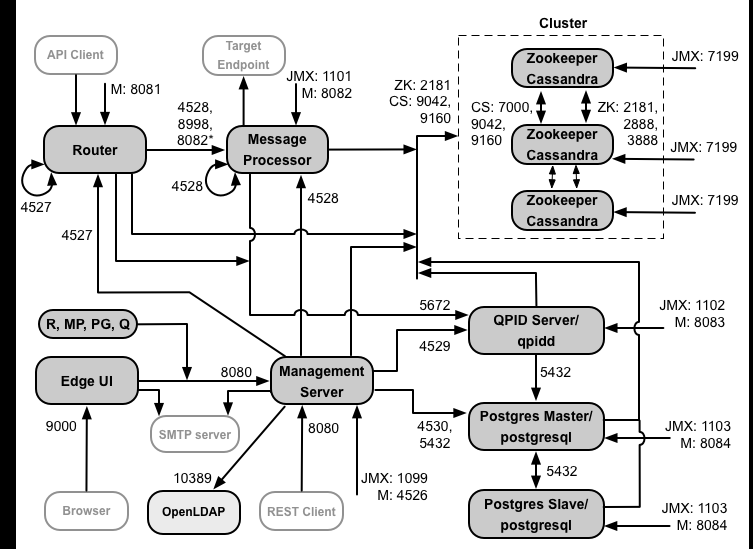 Cluster
API Client
Target
Endpoint
Zookeeper
Cassandra
JMX: 7199
M: 8081
JMX: 1101
M: 8082
ZK: 2181
CS: 9042,
9160
CS: 7000,
9042,
9160
ZK: 2181,
2888,
3888
4528,
8998,
8082*
Router
Message
Processor
Zookeeper
Cassandra
JMX: 7199
4527
4528
4528
Zookeeper
Cassandra
JMX: 7199
4527
5672
QPID Server/
qpidd
JMX: 1102
M: 8083
R, MP, PG, Q
4529
Edge UI
8080
Management
Server
5432
9000
SMTP server
8080
4530,
5432
Postgres Master/
postgresql
JMX: 1103
M: 8084
10389
JMX: 1099
M: 4526
5432
Browser
OpenLDAP
REST Client
Postgres Slave/
postgresql
JMX: 1103
M: 8084